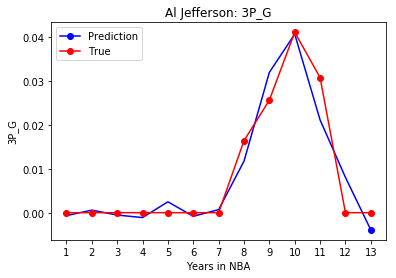 Al Jefferson: 3P_G
Prediction
True
3P_G
0.04
0.03
0.02
0.01
0.00
1 2 3 4 5 6 7 8 9 10 11 12 13
Years in NBA